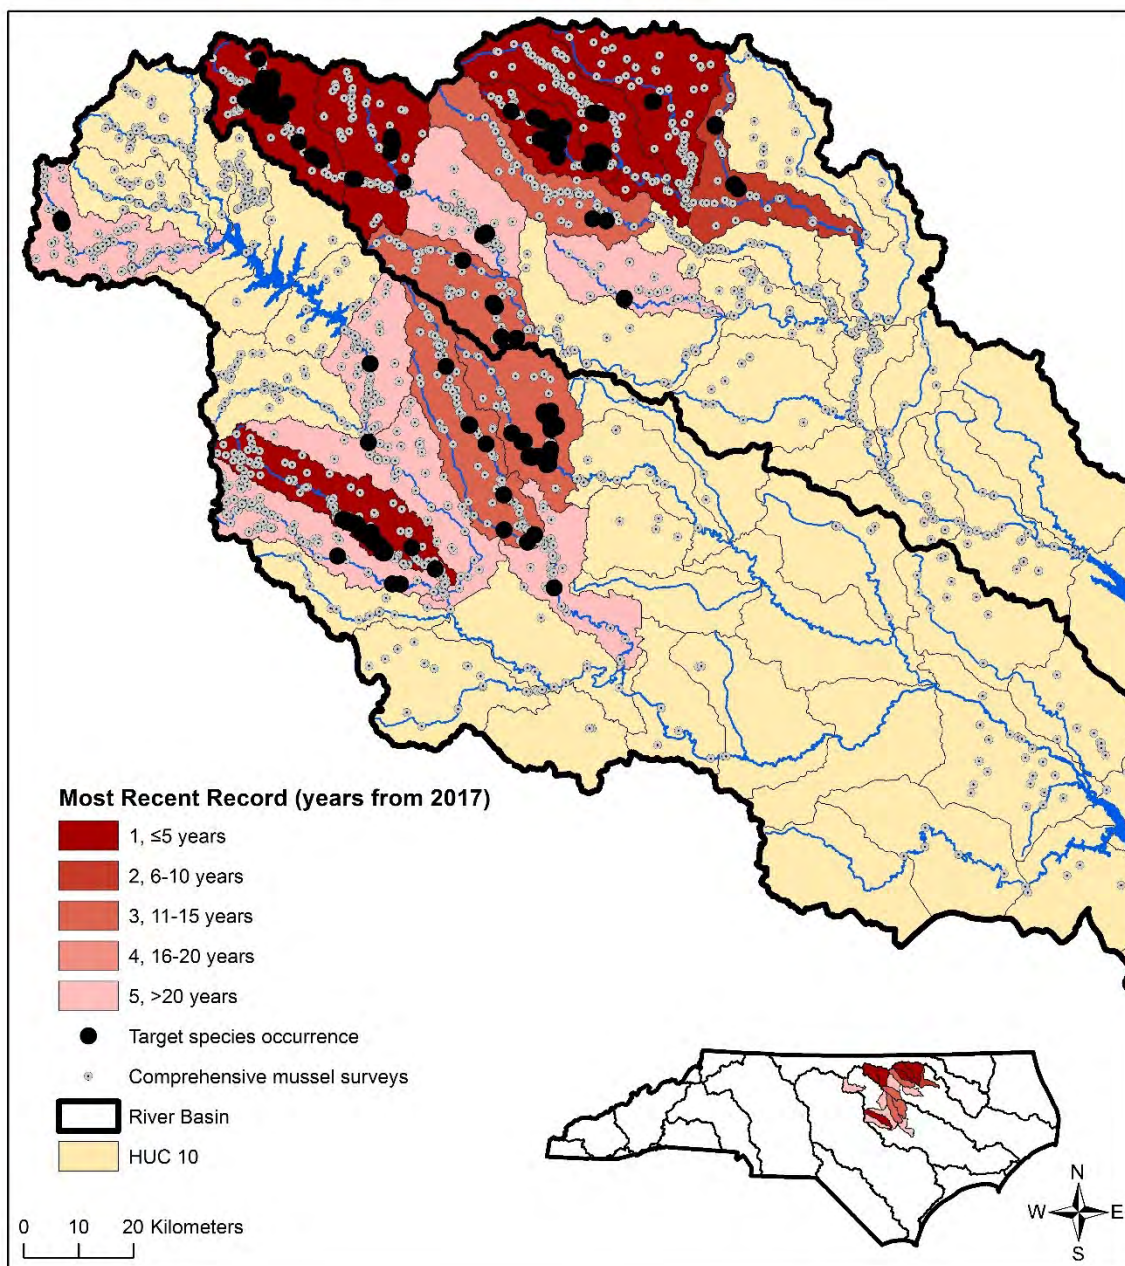 Most Recent Record (years from 2017)
1, ≤5 years
2, 6-10 years
3, 11-15 years
4, 16-20 years
5, >20 years
Target species occurrence
Comprehensive mussel surveys
River Basin
HUC 10
0 10 20 Kilometers
N
W E
S